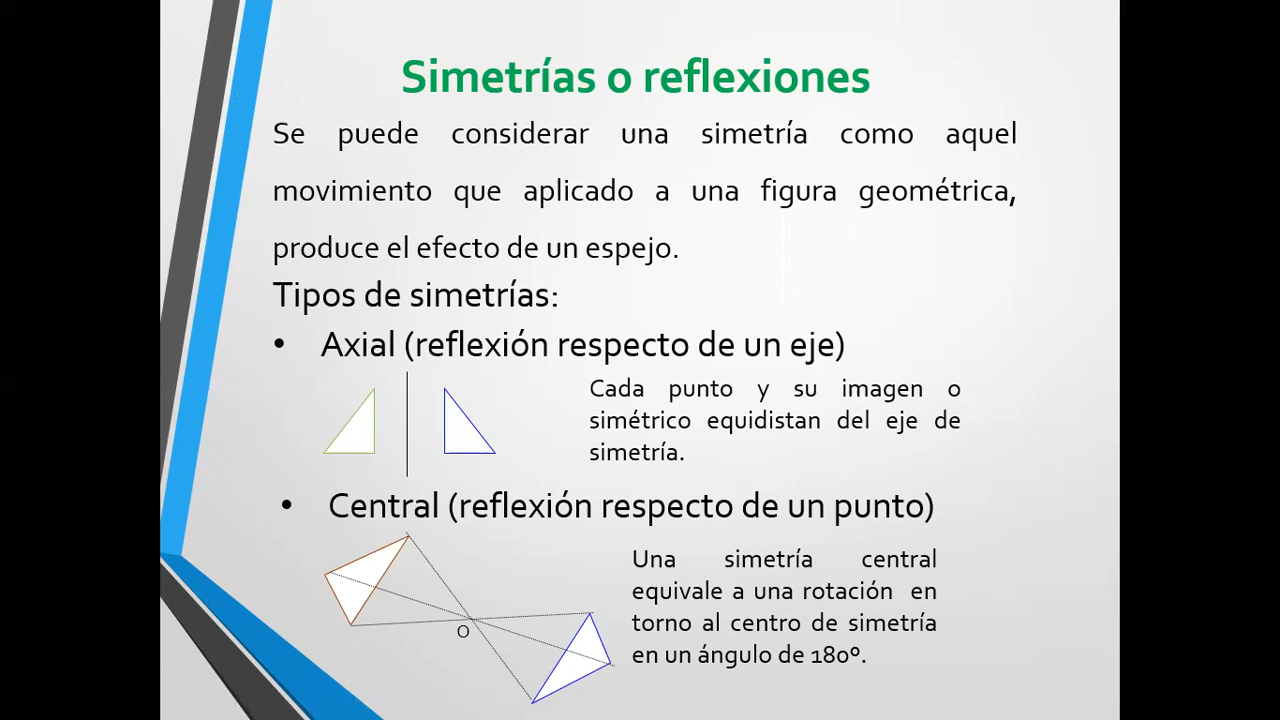 Simetrías o reflexiones
Se puede considerar una simetría como aquel
movimiento que aplicado a una figura geométrica,
produce el efecto de un espejo.
Tipos de simetrías:
• Axial (reflexión respecto de un eje)
Cada punto y su imagen o
simétrico equidistan del eje de
simetría.
• Central (reflexión respecto de un punto)
Una simetría central
equivale a una rotación en
torno al centro de simetría
en un ángulo de 180º.
O